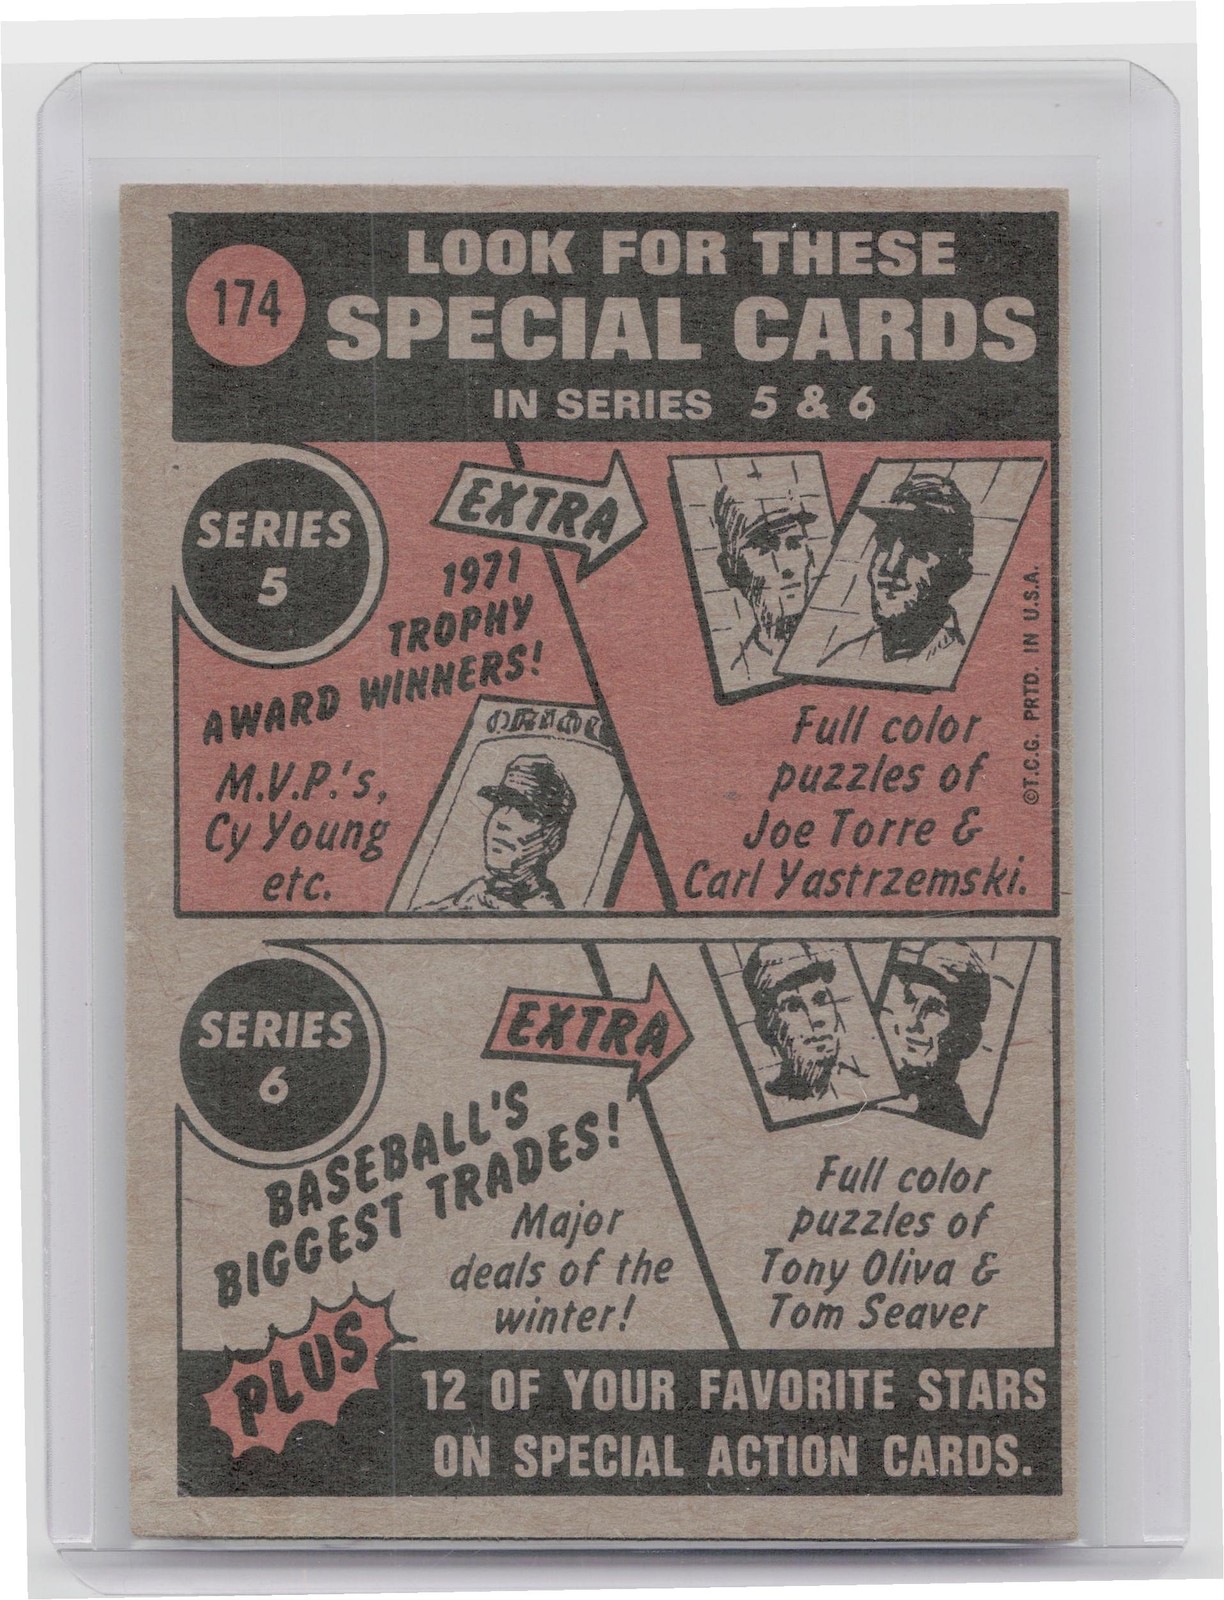 174
LOOK FOR THESE
SPECIAL CARDS
IN SERIES 5 & 6
SERIES
5
EXTRA
1971
TROPHY
AWARD WINNERS!
M.V.P.'s,
Cy Young
etc.
Full color
puzzles of
Joe Torre &
Carl Yastrzemski.
©T.C.G. PRTD. IN U.S.A.
SERIES
6
EXTRA
BASEBALL'S
BIGGEST TRADES!
Major
deals of the
winter!
Full color
puzzles of
Tony Oliva &
Tom Seaver
PLUS
12 OF YOUR FAVORITE STARS
ON SPECIAL ACTION CARDS.